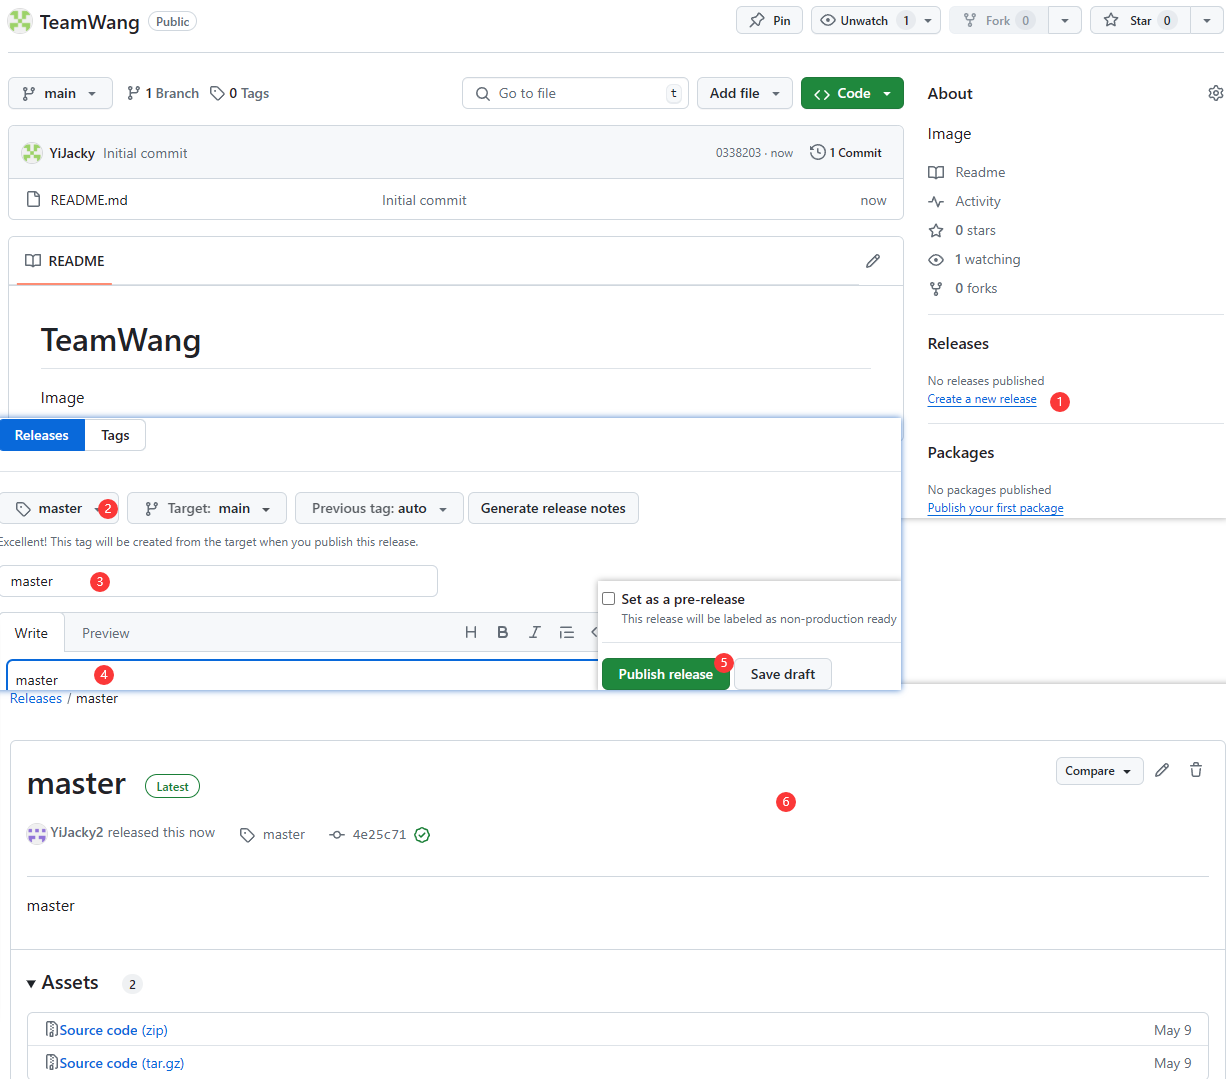 TeamWang Public Pin Unwatch 1 Fork 0 Star 0
main 1 Branch 0 Tags Go to file t Add file Code
YiJacky Initial commit 0338203 · now 1 Commit
README.md Initial commit now
README
TeamWang
Image
About
Image
Readme
Activity
0 stars
1 watching
0 forks
Releases
No releases published
Create a new release 1
Packages
No packages published
Publish your first package
Releases Tags
master 2 Target: main Previous tag: auto Generate release notes
Excellent! This tag will be created from the target when you publish this release.
master 3
Write Preview H B I
master 4
Set as a pre-release
This release will be labeled as non-production ready
Publish release 5 Save draft
Releases / master
master Latest Compare
6
YiJacky2 released this now master 4e25c71
master
Assets 2
Source code (zip) May 9
Source code (tar.gz) May 9